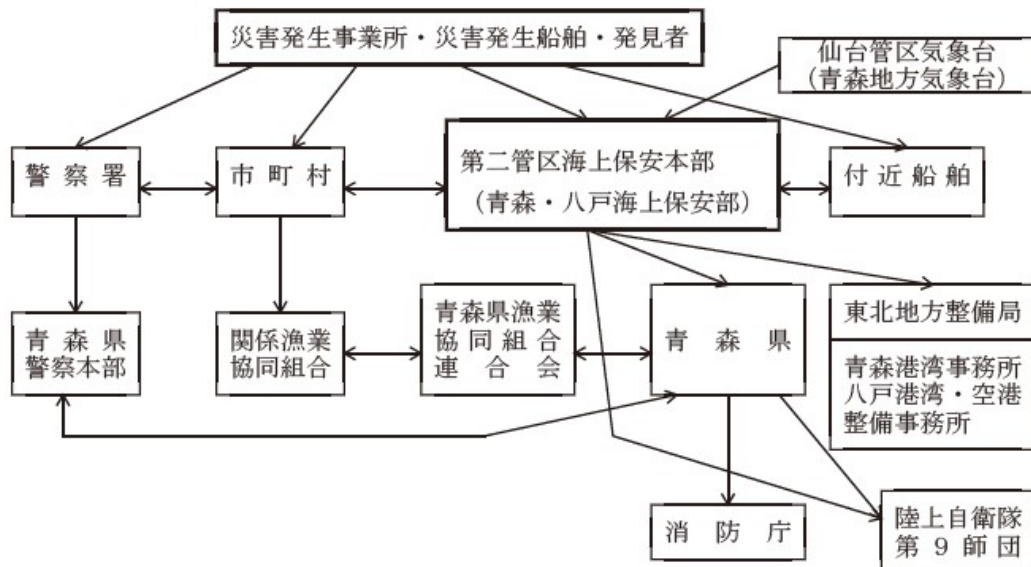 災害発生事業所・災害発生船舶・発見者
仙台管区気象台
（青森地方気象台）
警察署
市町村
第二管区海上保安本部
（青森・八戸海上保安部）
付近船舶
青森県
警察本部
関係漁業
協同組合
青森県漁業
協同組合
連合会
青森県
東北地方整備局
青森港湾事務所
八戸港湾・空港
整備事務所
消防庁
陸上自衛隊
第９師団